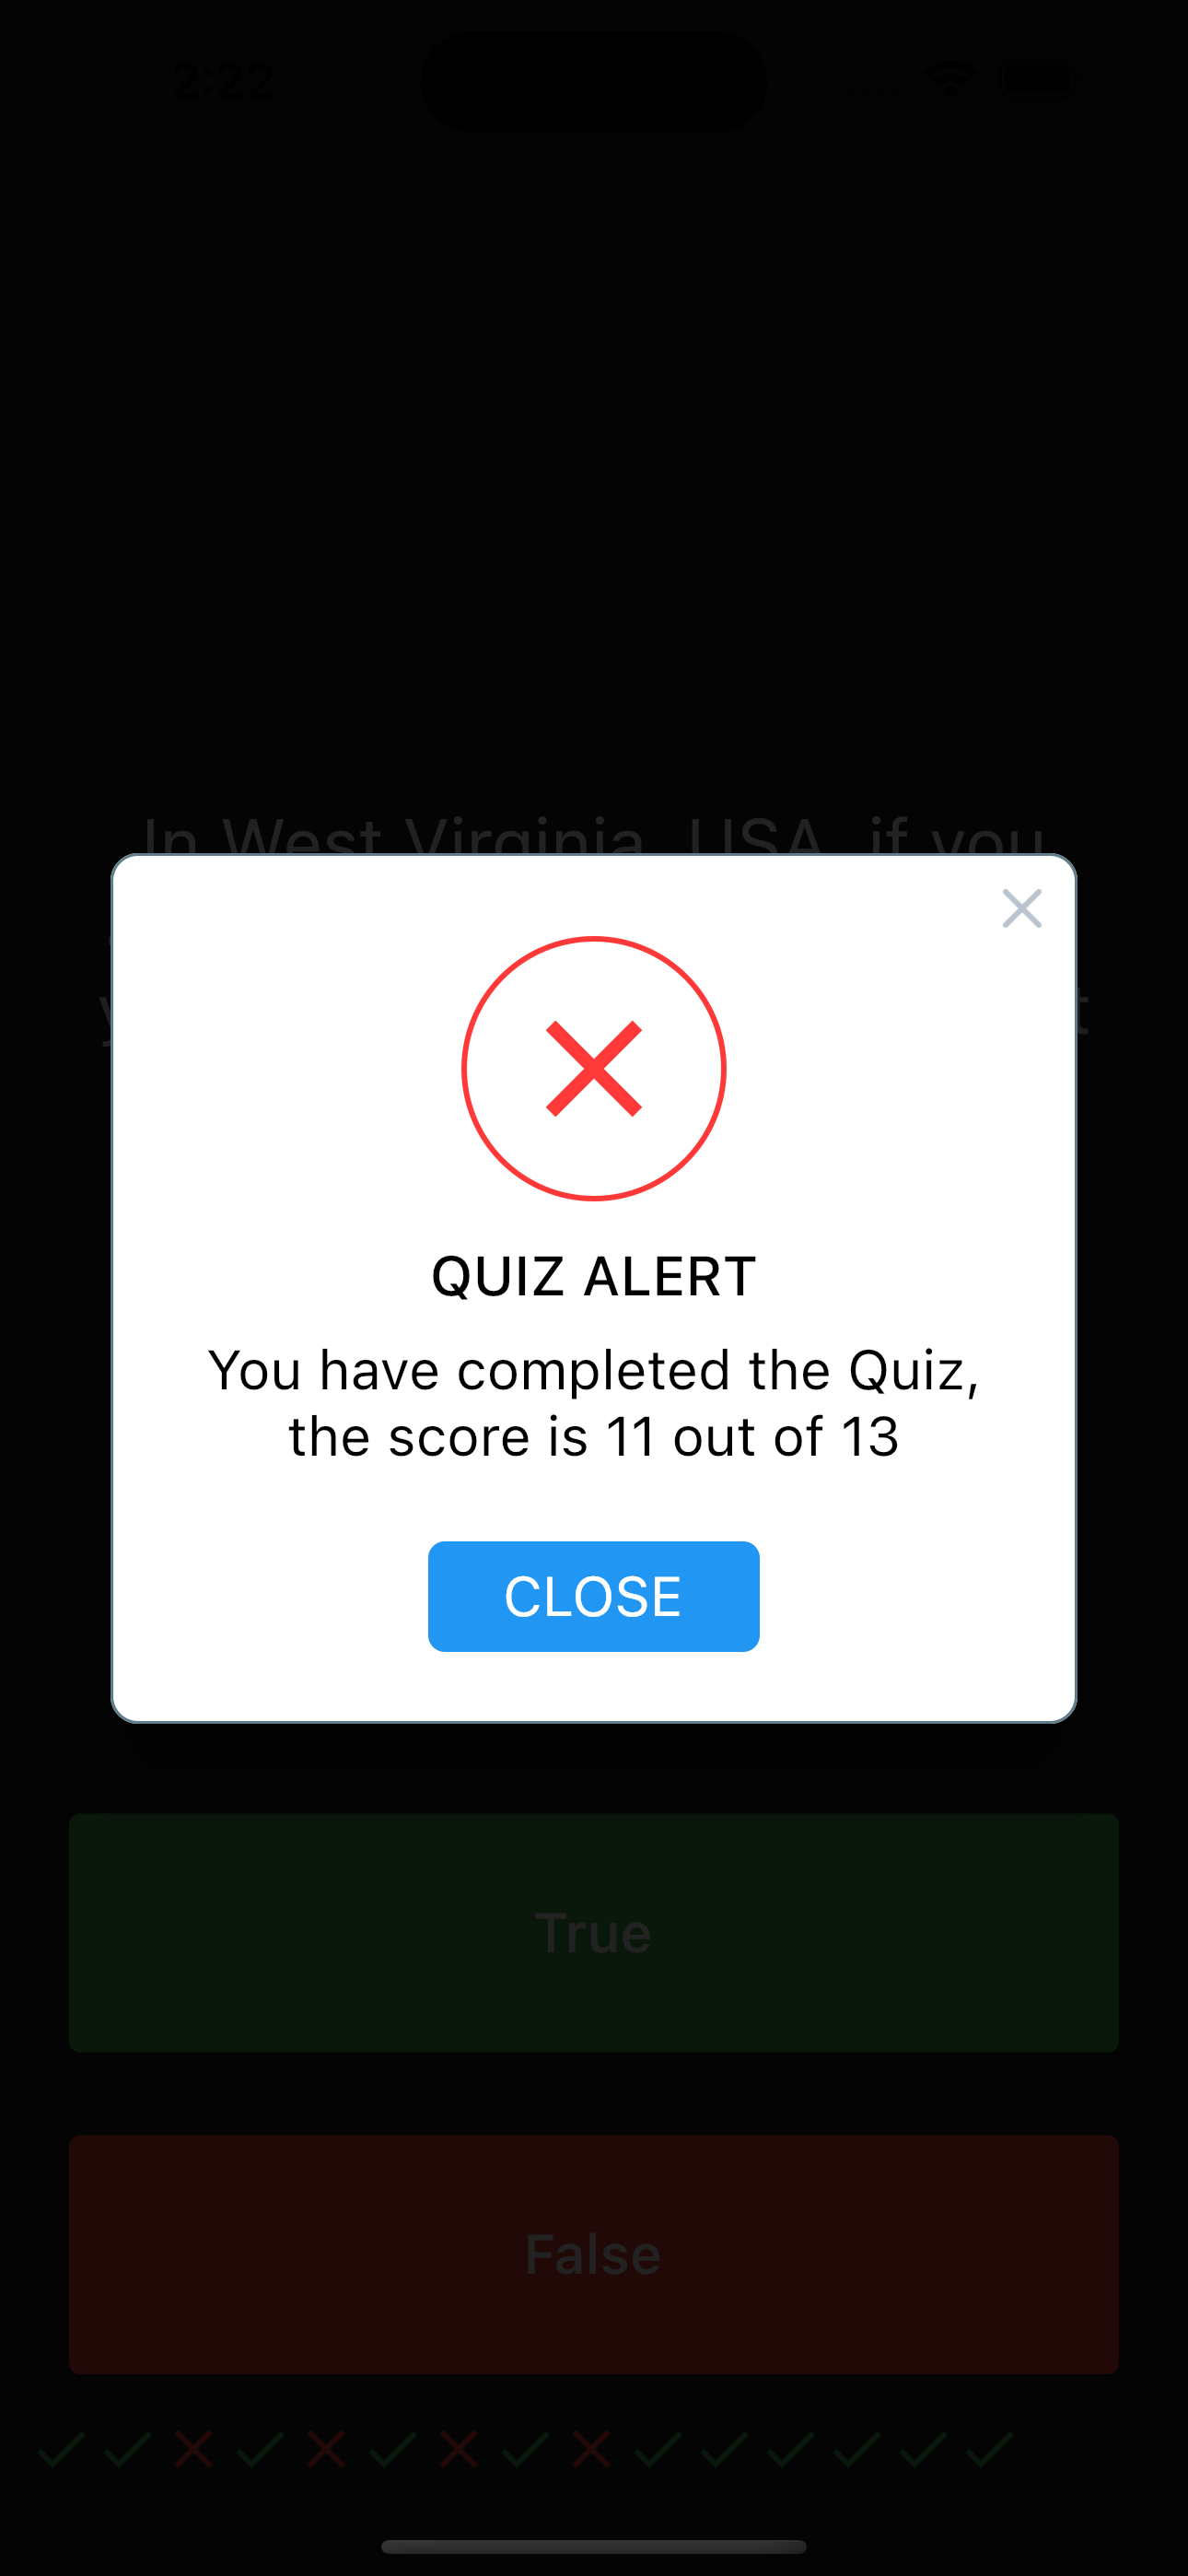 2:22
In West Virginia, USA, if you
QUIZ ALERT
You have completed the Quiz,
the score is 11 out of 13
CLOSE
True
False